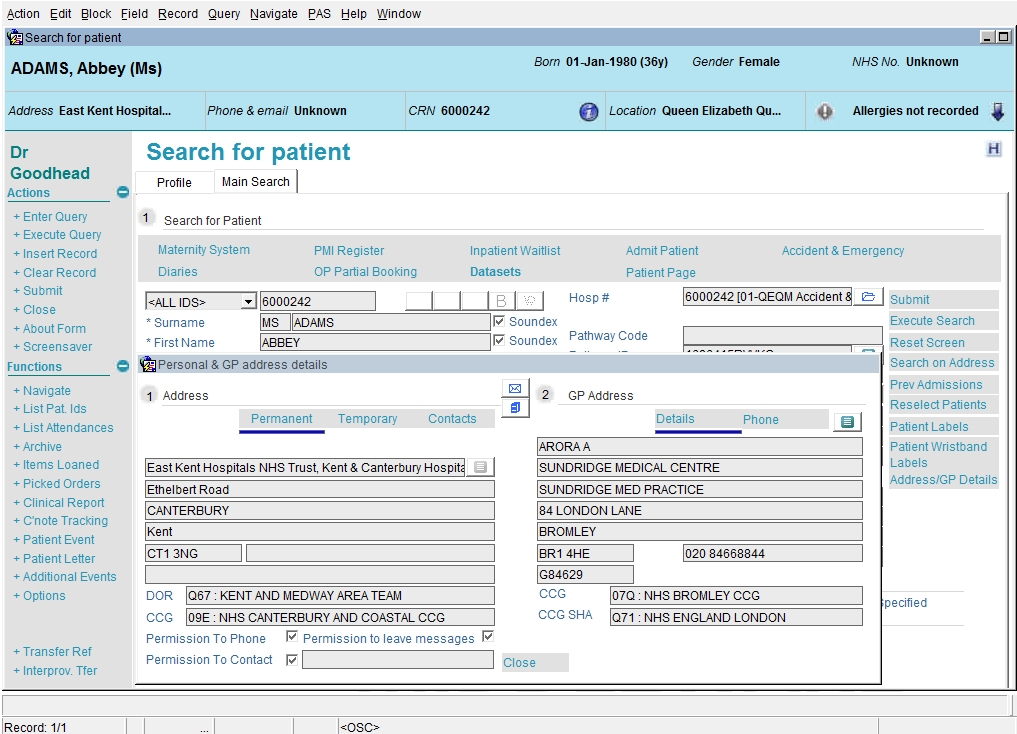 Action Edit Block Field Record Query Navigate PAS Help Window
Search for patient
ADAMS, Abbey (Ms)
Born 01-Jan-1980 (36y) Gender Female NHS No. Unknown
Address East Kent Hospital... Phone & email Unknown CRN 6000242 Location Queen Elizabeth Qu... Allergies not recorded
Dr
Goodhead
Actions
+ Enter Query
+ Execute Query
+ Insert Record
+ Clear Record
+ Submit
+ Close
+ About Form
+ Screensaver
Functions
+ Navigate
+ List Pat. Ids
+ List Attendances
+ Archive
+ Items Loaned
+ Picked Orders
+ Clinical Report
+ C'note Tracking
+ Patient Event
+ Patient Letter
+ Additional Events
+ Options
+ Transfer Ref
+ Interprov. Tfer
Search for patient
H
Profile Main Search
1 Search for Patient
Maternity System PMI Register Inpatient Waitlist Admit Patient Accident & Emergency
Diaries OP Partial Booking Datasets Patient Page
<ALL IDS> 6000242 B Hosp # 6000242 [01-QEQM Accident &
* Surname MS ADAMS Soundex
Pathway Code
* First Name ABBEY Soundex
Submit
Execute Search
Reset Screen
Search on Address
Prev Admissions
Reselect Patients
Patient Labels
Patient Wristband
Labels
Address/GP Details
Specified
Personal & GP address details
1 Address
Permanent Temporary Contacts
East Kent Hospitals NHS Trust, Kent & Canterbury Hospita
Ethelbert Road
CANTERBURY
Kent
CT1 3NG
DOR Q67 : KENT AND MEDWAY AREA TEAM
CCG 09E : NHS CANTERBURY AND COASTAL CCG
Permission To Phone Permission to leave messages
Permission To Contact
Close
2 GP Address
Details Phone
ARORA A
SUNDRIDGE MEDICAL CENTRE
SUNDRIDGE MED PRACTICE
84 LONDON LANE
BROMLEY
BR1 4HE 020 84668844
G84629
CCG 07Q : NHS BROMLEY CCG
CCG SHA Q71 : NHS ENGLAND LONDON
Record: 1/1 ... <OSC>